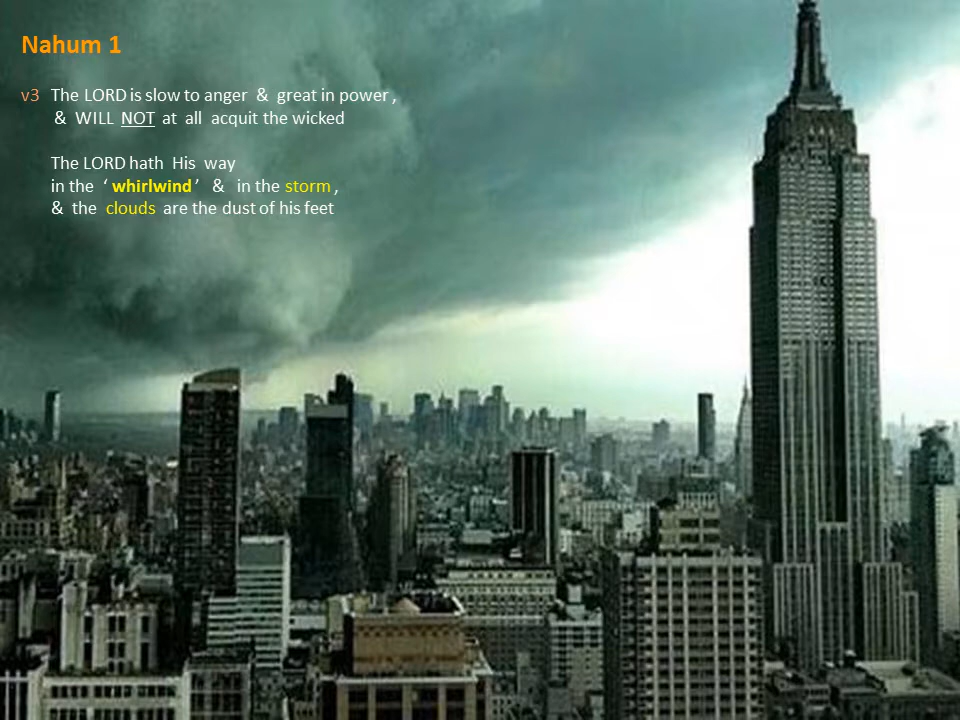 Nahum 1
v3 The LORD is slow to anger & great in power ,
& WILL NOT at all acquit the wicked
The LORD hath His way
in the ‘ whirlwind ’ & in the storm ,
& the clouds are the dust of his feet